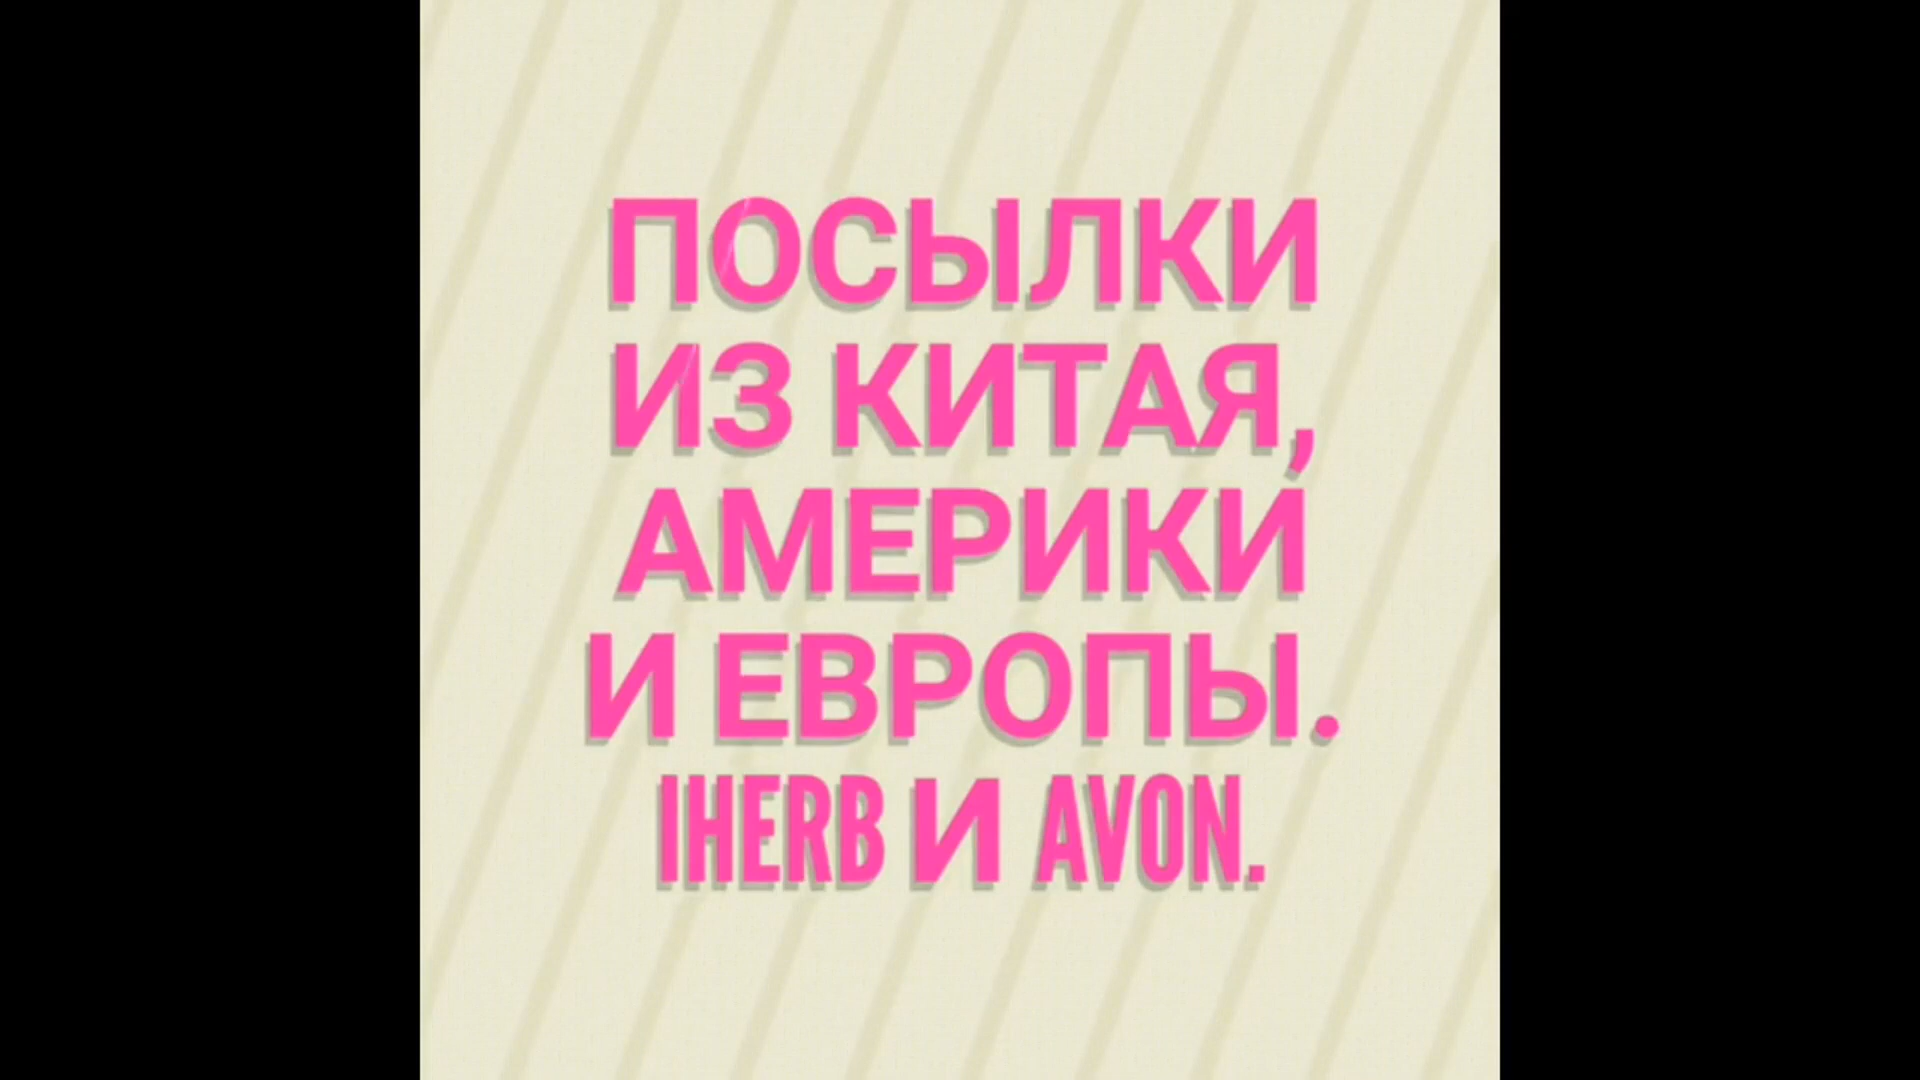 ПОСЫЛКИ
ИЗ КИТАЯ,
АМЕРИКИ
И ЕВРОПЫ.
IHERB И AVON.